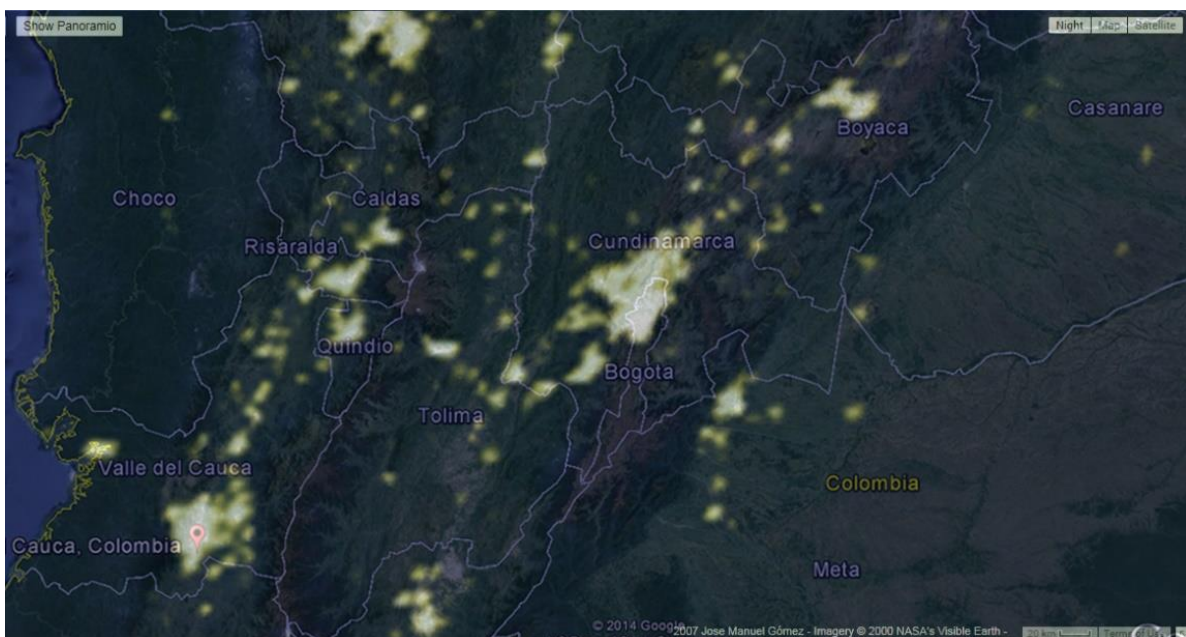 Show Panoramio
Night Map Satellite
Casanare
Boyaca
Choco
Caldas
Cundinamarca
Risaralda
Quindio
Bogota
Tolima
Valle del Cauca
Colombia
Cauca, Colombia
Meta
© 2014 Google
2007 Jose Manuel Gómez - Imagery © 2000 NASA's Visible Earth -